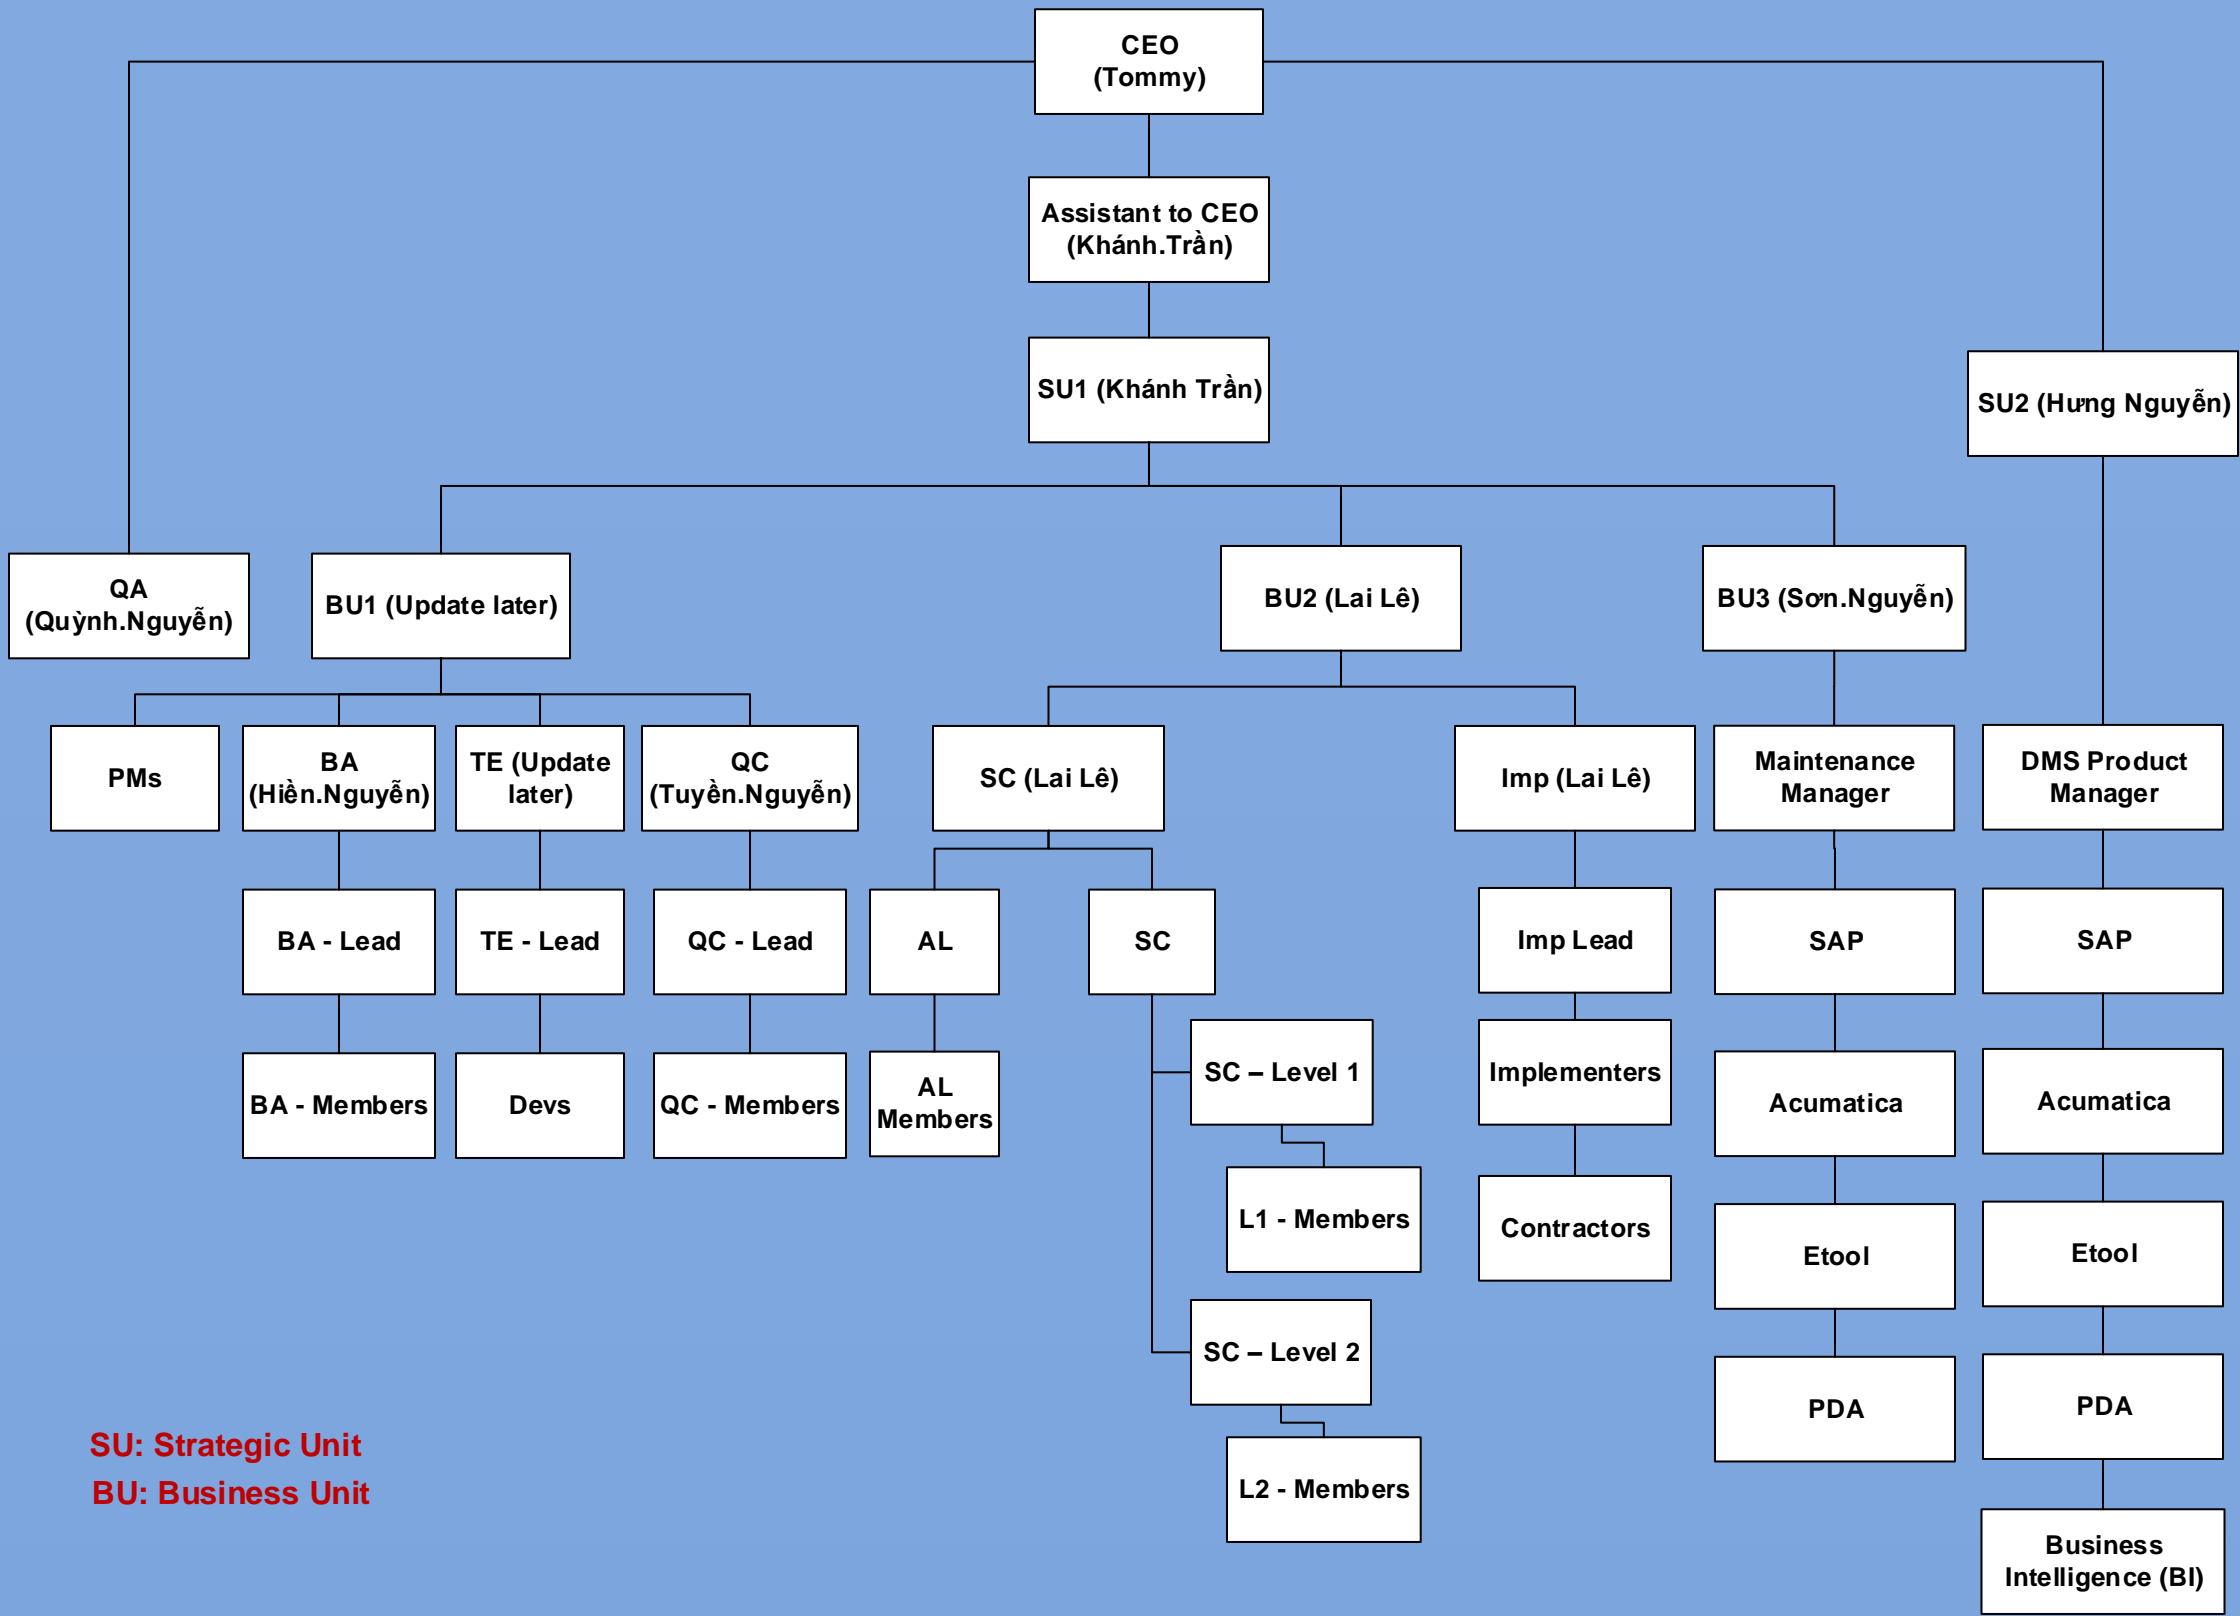 CEO
(Tommy)
Assistant to CEO
(Khánh.Trần)
SU1 (Khánh Trần)
SU2 (Hưng Nguyễn)
QA
(Quỳnh.Nguyễn)
BU1 (Update later)
BU2 (Lai Lê)
BU3 (Sơn.Nguyễn)
PMs
BA
(Hiền.Nguyễn)
TE (Update
later)
QC
(Tuyền.Nguyễn)
SC (Lai Lê)
Imp (Lai Lê)
Maintenance
Manager
DMS Product
Manager
BA - Lead
TE - Lead
QC - Lead
AL
SC
Imp Lead
SAP
SAP
BA - Members
Devs
QC - Members
AL
Members
SC – Level 1
Implementers
Acumatica
Acumatica
L1 - Members
Contractors
Etool
Etool
SC – Level 2
PDA
PDA
L2 - Members
Business
Intelligence (BI)
SU: Strategic Unit
BU: Business Unit